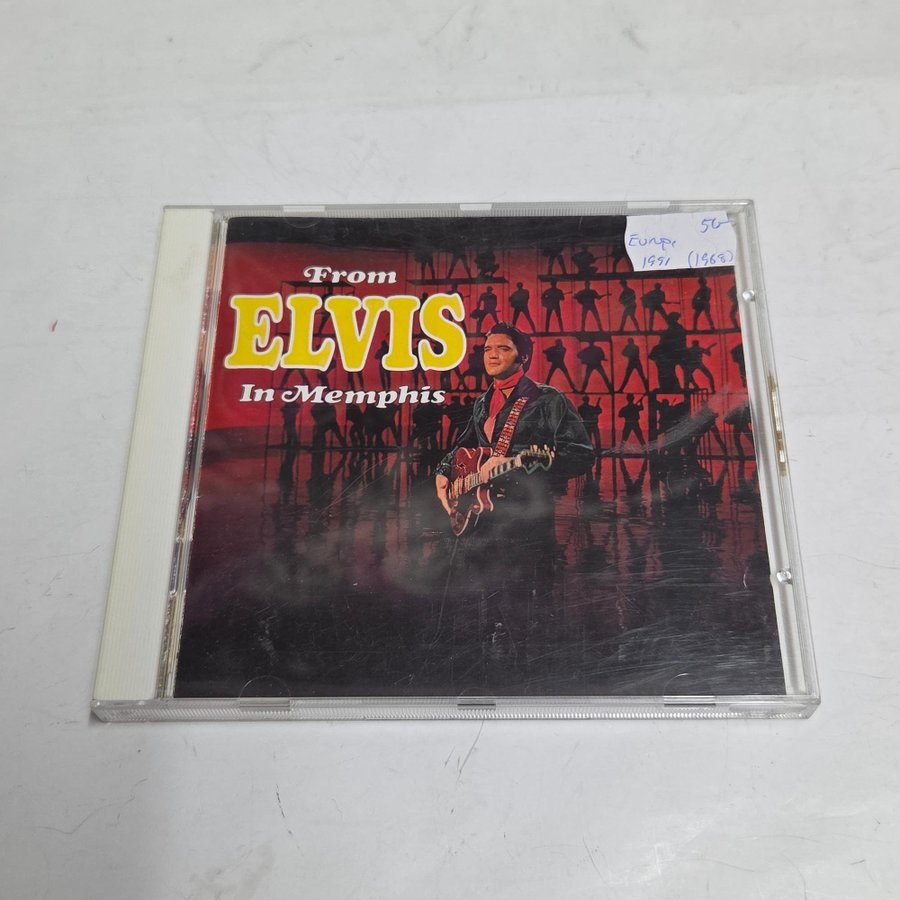 From
ELVIS
In Memphis
50-
Europe
1991 (1968)